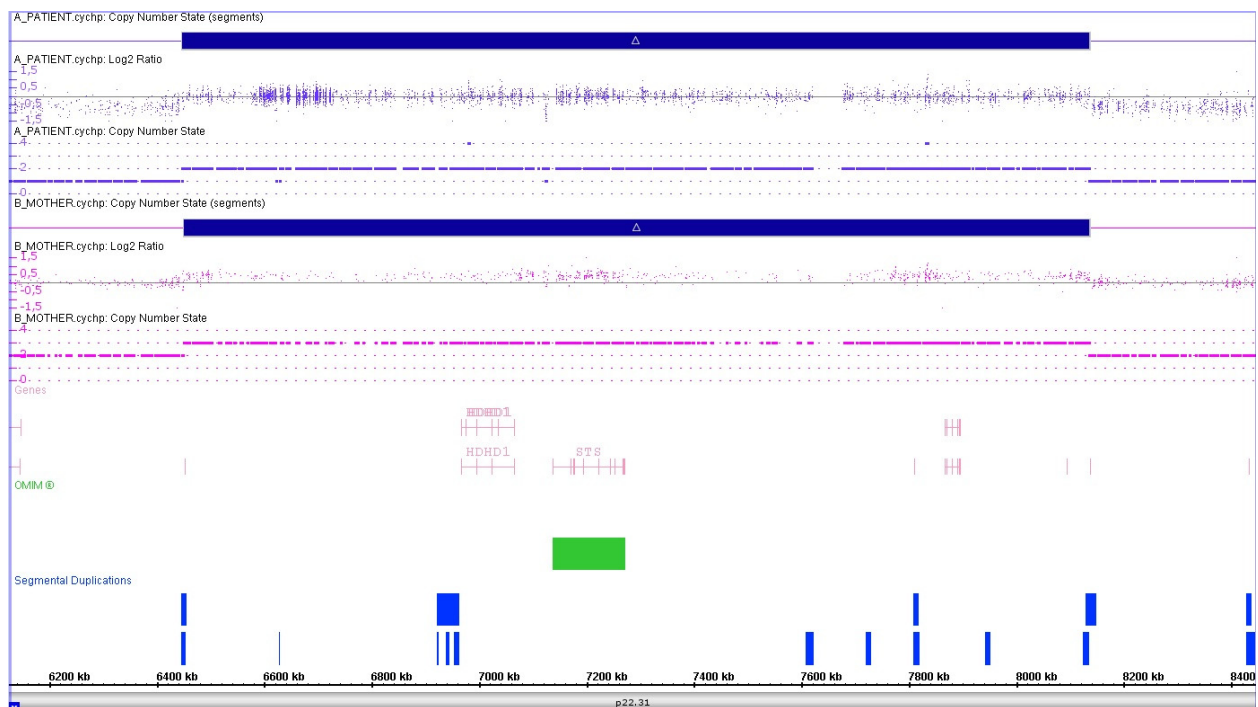 A_PATIENT.cychp: Copy Number State (segments)
A_PATIENT.cychp: Log2 Ratio
1,5
0,5
-0,5
-1,5
A_PATIENT.cychp: Copy Number State
4
2
0
B_MOTHER.cychp: Copy Number State (segments)
B_MOTHER.cychp: Log2 Ratio
1,5
0,5
-0,5
-1,5
B_MOTHER.cychp: Copy Number State
4
2
0
Genes
HDHD1
HDHD1 STS
OMIM ®
Segmental Duplications
6200 kb 6400 kb 6600 kb 6800 kb 7000 kb 7200 kb 7400 kb 7600 kb 7800 kb 8000 kb 8200 kb 8400
p22.31